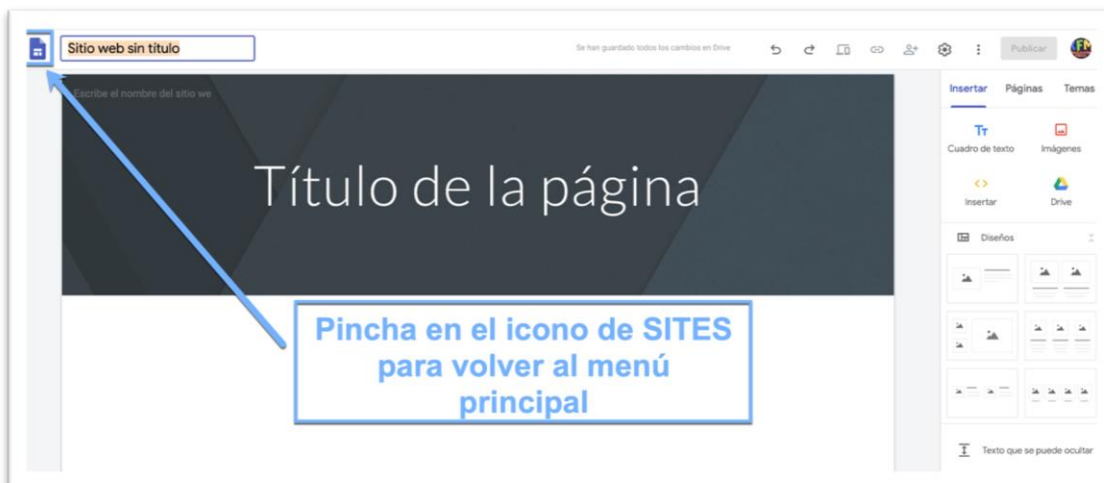 Sitio web sin título
Se han guardado todos los cambios en Drive
Publicar
Escribe el nombre del sitio we
Título de la página
Pincha en el icono de SITES
para volver al menú
principal
Insertar Páginas Temas
Cuadro de texto Imágenes
Insertar Drive
Diseños
Texto que se puede ocultar